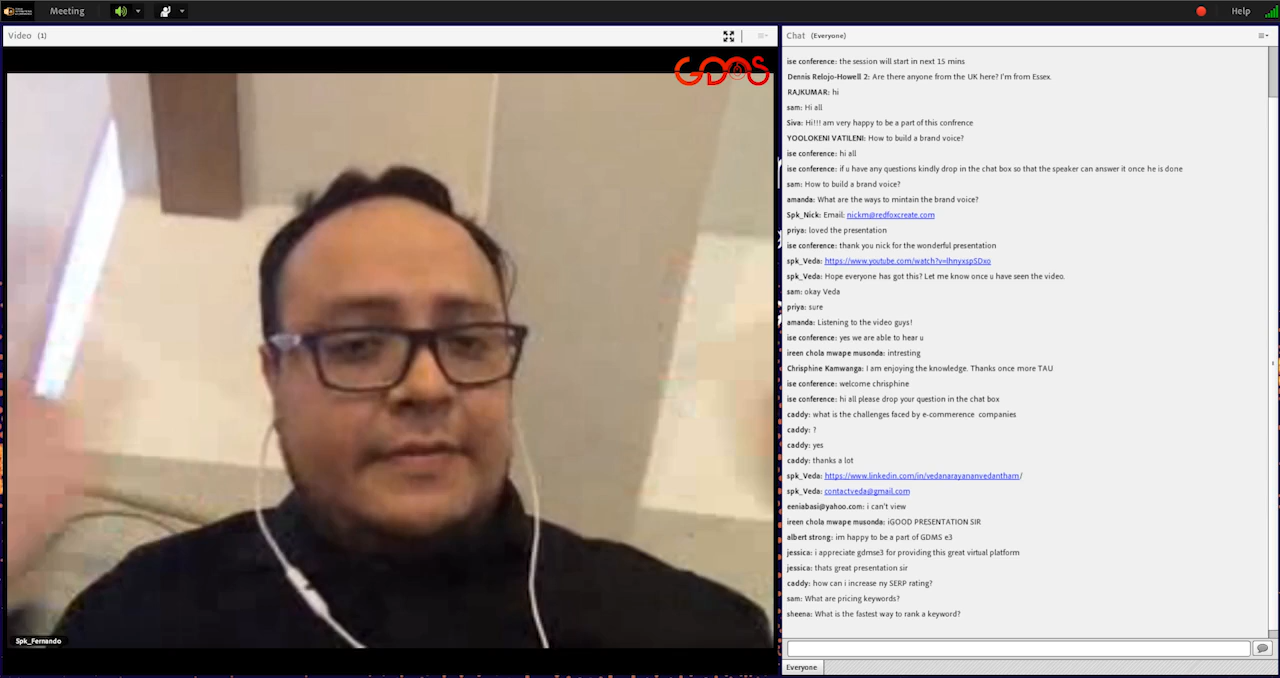 Meeting
Help
Video (1)
GDMS
Spk_Fernando
Chat (Everyone)
ise conference: the session will start in next 15 mins
Dennis Relojo-Howell 2: Are there anyone from the UK here? I'm from Essex.
RAJKUMAR: hi
sam: Hi all
Siva: Hi!!! am very happy to be a part of this confrence
YOOLOKENI VATILENI: How to build a brand voice?
ise conference: hi all
ise conference: if u have any questions kindly drop in the chat box so that the speaker can answer it once he is done
sam: How to build a brand voice?
amanda: What are the ways to mintain the brand voice?
Spk_Nick: Email: nickm@redfoxcreate.com
priya: loved the presentation
ise conference: thank you nick for the wonderful presentation
spk_Veda: https://www.youtube.com/watch?v=lhnyxspSDxo
spk_Veda: Hope everyone has got this? Let me know once u have seen the video.
sam: okay Veda
priya: sure
amanda: Listening to the video guys!
ise conference: yes we are able to hear u
ireen chola mwape musonda: intresting
Chrisphine Kamwanga: I am enjoying the knowledge. Thanks once more TAU
ise conference: welcome chrisphine
ise conference: hi all please drop your question in the chat box
caddy: what is the challenges faced by e-commerence companies
caddy: ?
caddy: yes
caddy: thanks a lot
spk_Veda: https://www.linkedin.com/in/vedanarayananvedantham/
spk_Veda: contactveda@gmail.com
eeniabasi@yahoo.com: i can't view
ireen chola mwape musonda: iGOOD PRESENTATION SIR
albert strong: im happy to be a part of GDMS e3
jessica: i appreciate gdmse3 for providing this great virtual platform
jessica: thats great presentation sir
caddy: how can i increase ny SERP rating?
sam: What are pricing keywords?
sheena: What is the fastest way to rank a keyword?
Everyone